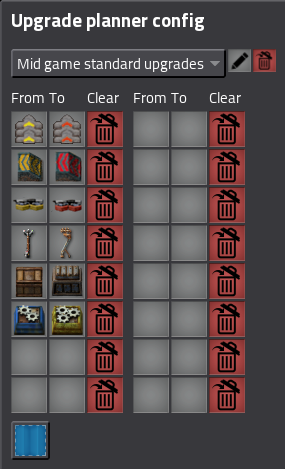 Upgrade planner config
Mid game standard upgrades
From To Clear From To Clear